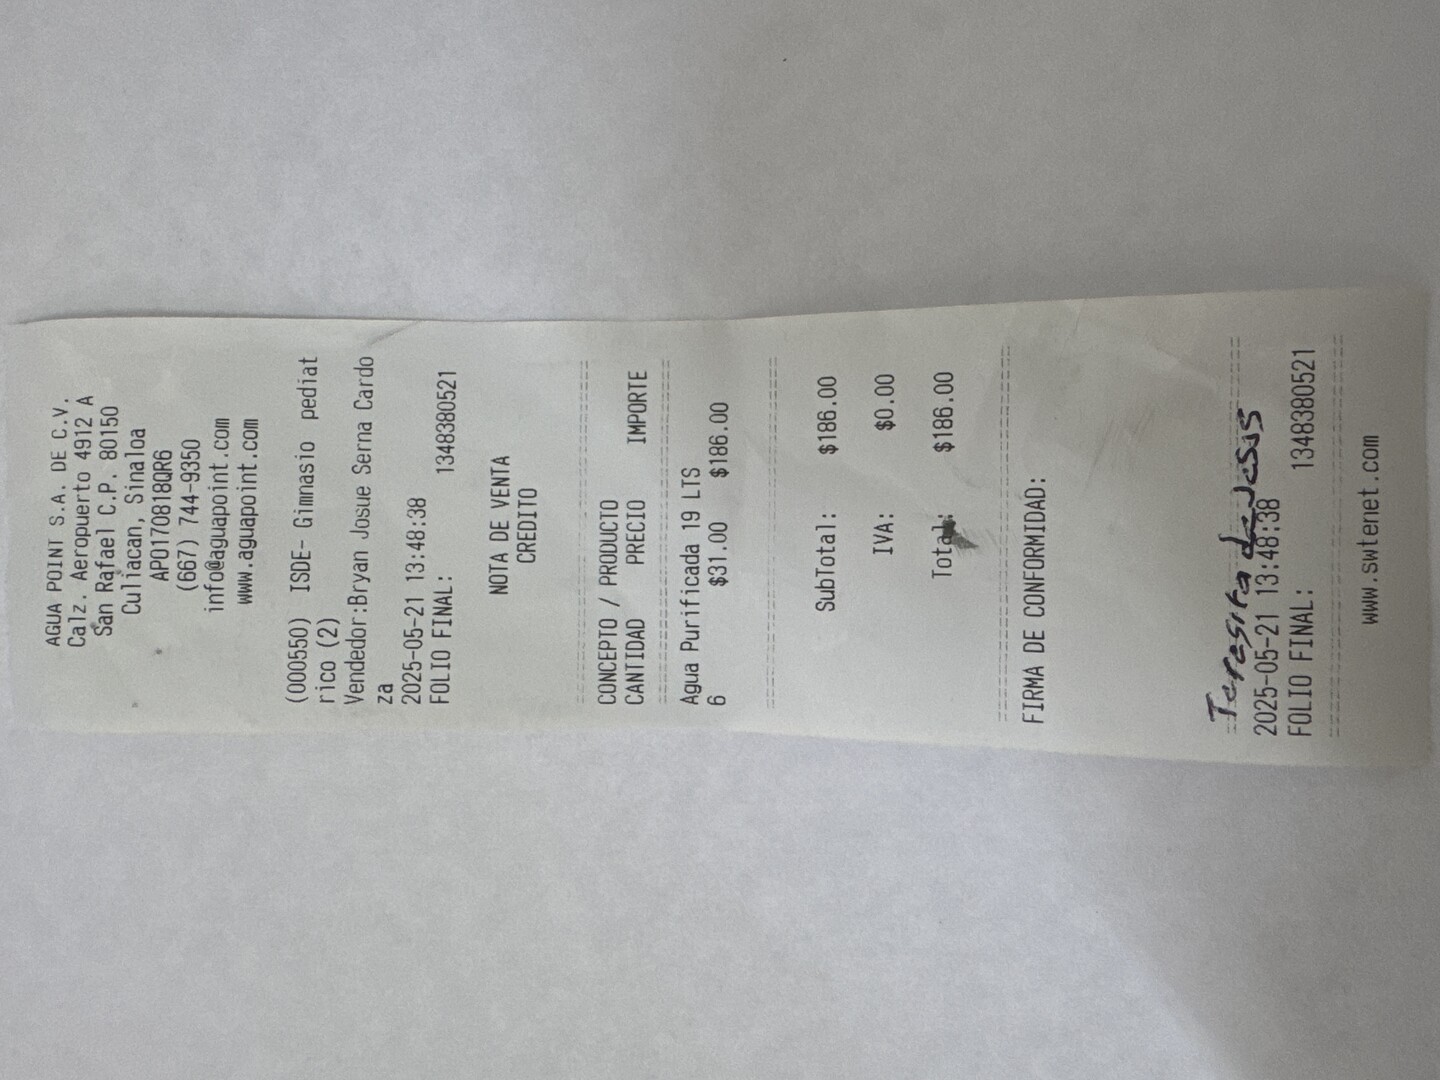 AGUA POINT S.A. DE C.V.
Calz. Aeropuerto 4912 A
San Rafael C.P. 80150
Culiacan, Sinaloa
APO170818QR6
(667) 744-9350
info@aguapoint.com
www.aguapoint.com
(000550) ISDE- Gimnasio pediat
rico (2)
Vendedor:Bryan Josue Serna Cardo
za
2025-05-21 13:48:38
FOLIO FINAL: 1348380521
NOTA DE VENTA
CREDITO
CONCEPTO / PRODUCTO
CANTIDAD PRECIO IMPORTE
Agua Purificada 19 LTS
6 $31.00 $186.00
SubTotal: $186.00
IVA: $0.00
Total: $186.00
FIRMA DE CONFORMIDAD:
Teresita de Jesus
2025-05-21 13:48:38
FOLIO FINAL: 1348380521
www.swtenet.com